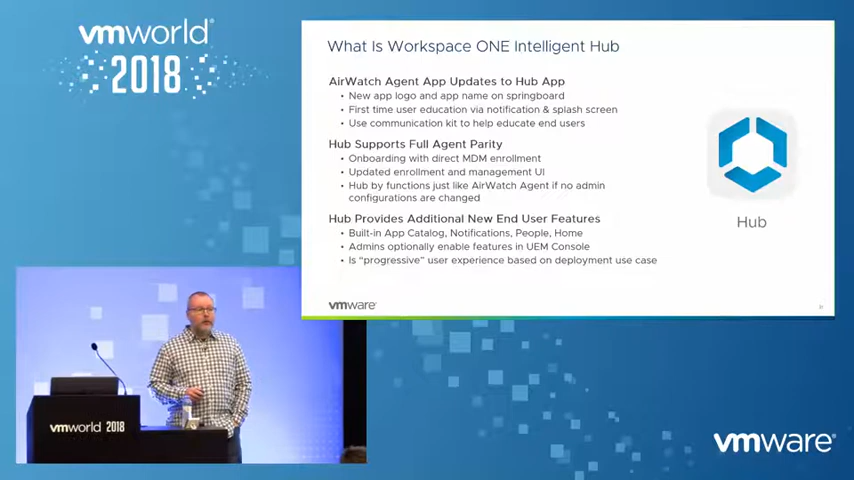 vmworld®
2018
What Is Workspace ONE Intelligent Hub
AirWatch Agent App Updates to Hub App
• New app logo and app name on springboard
• First time user education via notification & splash screen
• Use communication kit to help educate end users
Hub Supports Full Agent Parity
• Onboarding with direct MDM enrollment
• Updated enrollment and management UI
• Hub by functions just like AirWatch Agent if no admin
configurations are changed
Hub Provides Additional New End User Features
• Built-in App Catalog, Notifications, People, Home
• Admins optionally enable features in UEM Console
• Is “progressive” user experience based on deployment use case
Hub
vmware®
vmworld 2018
vmware®